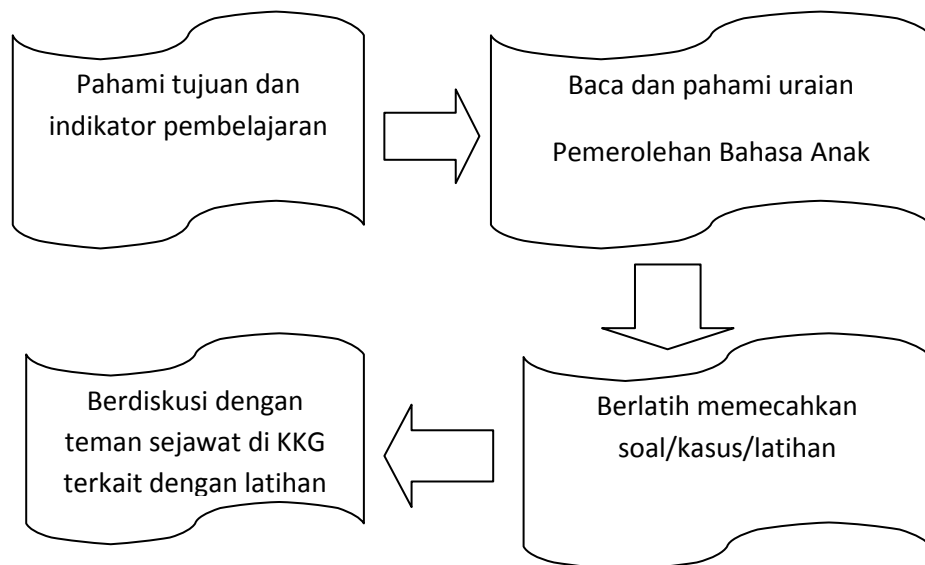 Pahami tujuan dan
indikator pembelajaran
Baca dan pahami uraian
Pemerolehan Bahasa Anak
Berlatih memecahkan
soal/kasus/latihan
Berdiskusi dengan
teman sejawat di KKG
terkait dengan latihan